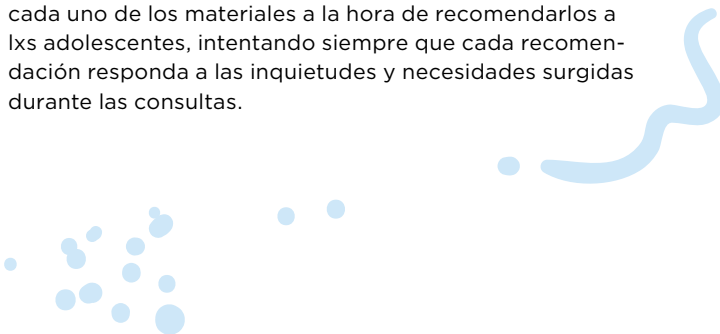 cada uno de los materiales a la hora de recomendarlos a
lxs adolescentes, intentando siempre que cada recomen-
dación responda a las inquietudes y necesidades surgidas
durante las consultas.